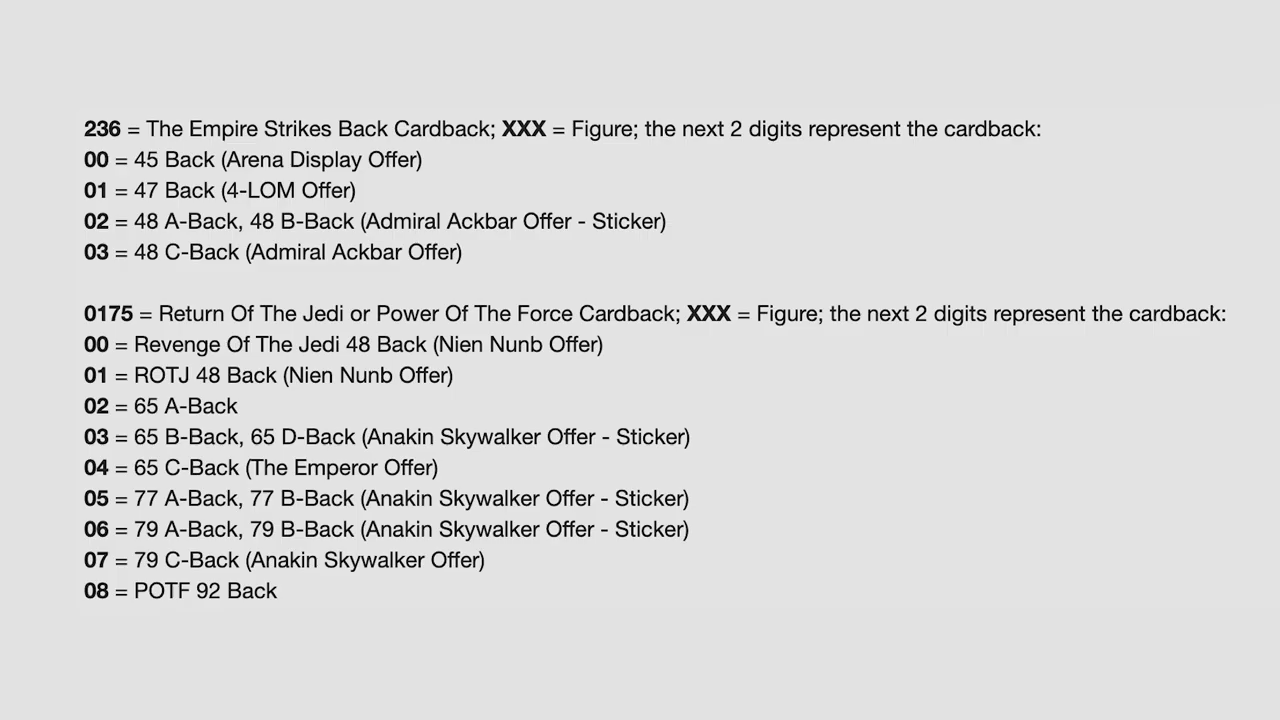 236 = The Empire Strikes Back Cardback; XXX = Figure; the next 2 digits represent the cardback:
00 = 45 Back (Arena Display Offer)
01 = 47 Back (4-LOM Offer)
02 = 48 A-Back, 48 B-Back (Admiral Ackbar Offer - Sticker)
03 = 48 C-Back (Admiral Ackbar Offer)
0175 = Return Of The Jedi or Power Of The Force Cardback; XXX = Figure; the next 2 digits represent the cardback:
00 = Revenge Of The Jedi 48 Back (Nien Nunb Offer)
01 = ROTJ 48 Back (Nien Nunb Offer)
02 = 65 A-Back
03 = 65 B-Back, 65 D-Back (Anakin Skywalker Offer - Sticker)
04 = 65 C-Back (The Emperor Offer)
05 = 77 A-Back, 77 B-Back (Anakin Skywalker Offer - Sticker)
06 = 79 A-Back, 79 B-Back (Anakin Skywalker Offer - Sticker)
07 = 79 C-Back (Anakin Skywalker Offer)
08 = POTF 92 Back